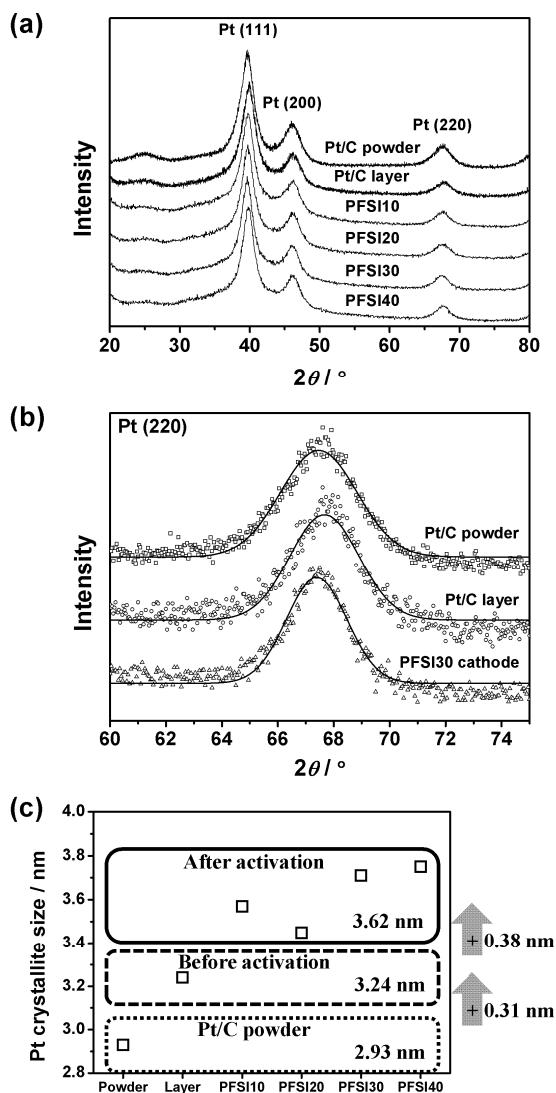 (a)
Pt (111)
Pt (200)
Pt (220)
Pt/C powder
Pt/C layer
PFSI10
PFSI20
PFSI30
PFSI40
Intensity
20 30 40 50 60 70 80
2θ / °
(b)
Pt (220)
Pt/C powder
Pt/C layer
PFSI30 cathode
Intensity
60 62 64 66 68 70 72 74
2θ / °
(c)
Pt crystallite size / nm
4.0
3.8
3.6
3.4
3.2
3.0
2.8
After activation
3.62 nm
Before activation
3.24 nm
Pt/C powder
2.93 nm
+ 0.38 nm
+ 0.31 nm
Powder Layer PFSI10 PFSI20 PFSI30 PFSI40